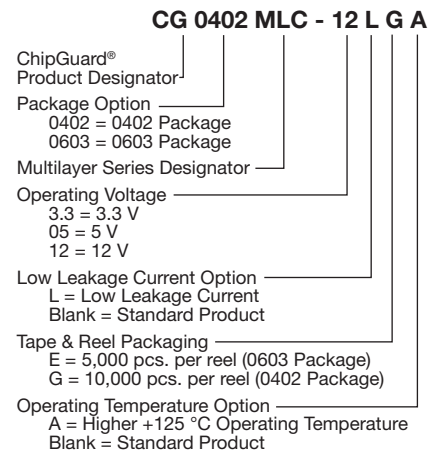 CG 0402 MLC - 12 L G A
ChipGuard®
Product Designator
Package Option
0402 = 0402 Package
0603 = 0603 Package
Multilayer Series Designator
Operating Voltage
3.3 = 3.3 V
05 = 5 V
12 = 12 V
Low Leakage Current Option
L = Low Leakage Current
Blank = Standard Product
Tape & Reel Packaging
E = 5,000 pcs. per reel (0603 Package)
G = 10,000 pcs. per reel (0402 Package)
Operating Temperature Option
A = Higher +125 °C Operating Temperature
Blank = Standard Product